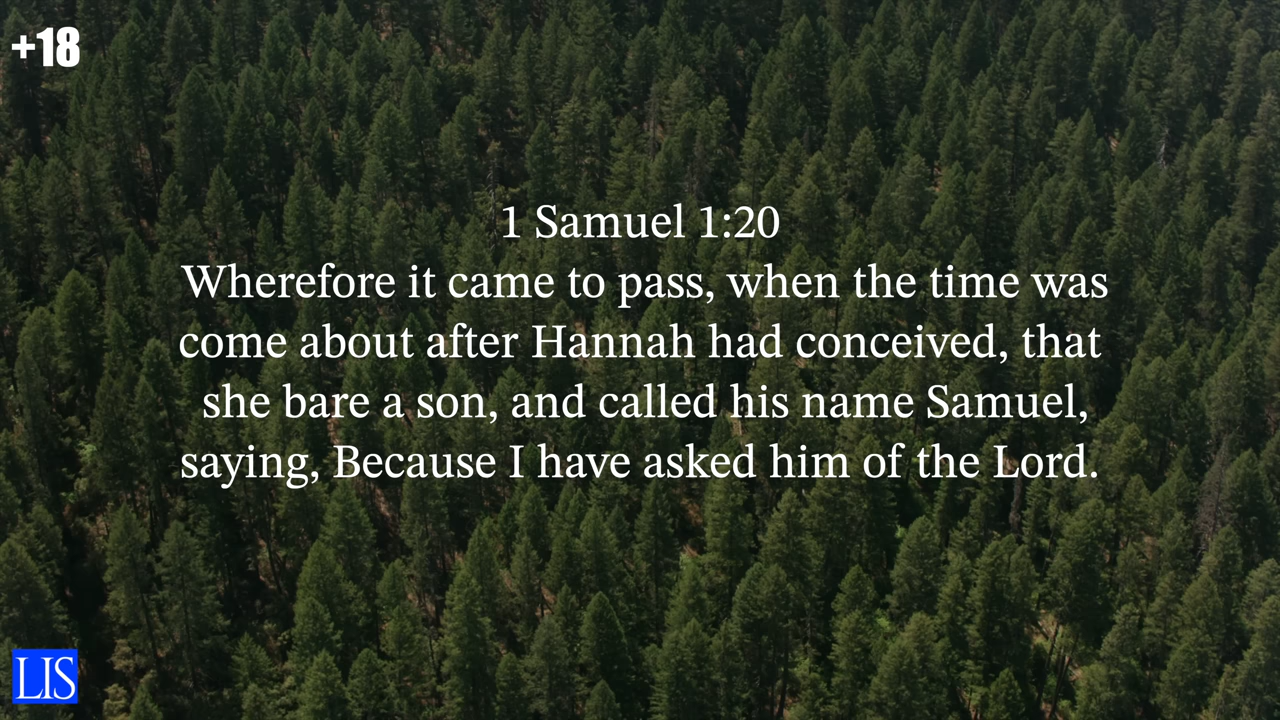 +18
1 Samuel 1:20
Wherefore it came to pass, when the time was
come about after Hannah had conceived, that
she bare a son, and called his name Samuel,
saying, Because I have asked him of the Lord.
LIS